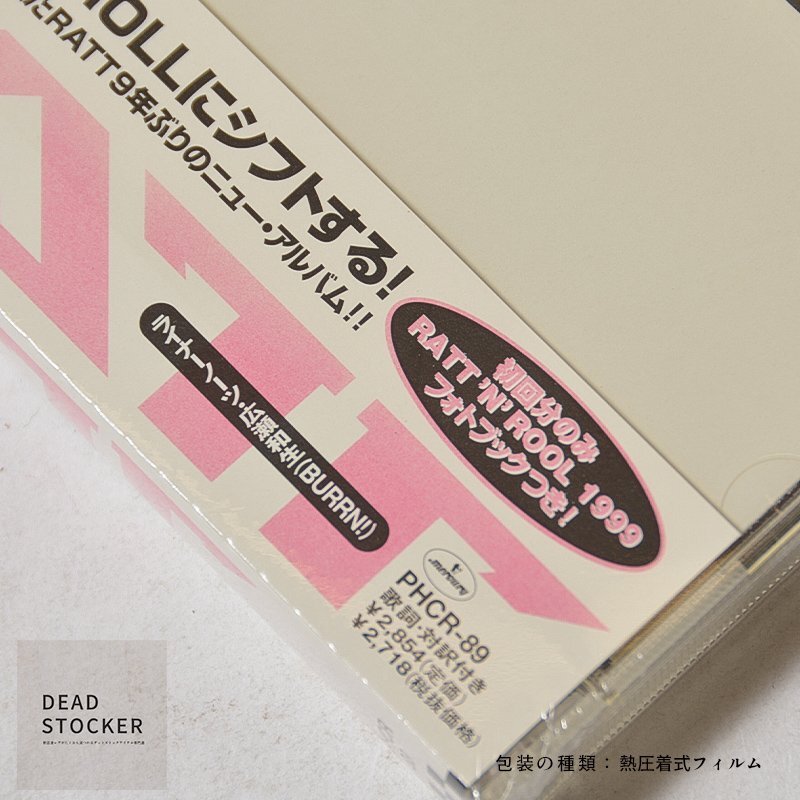 ROLLにシフトする!
たRATT9年ぶりのニュー・アルバム!!
初回分のみ
RATT 'N' ROOL 1999
フォトブックつき!
ライナーノーツ・広瀬和生(BURRN!)
mercury
PHCR-89
歌詞・対訳付き
¥2,854(定価)
¥2,718(税抜価格)
DEAD
STOCKER
包装の種類：熱圧着式フィルム